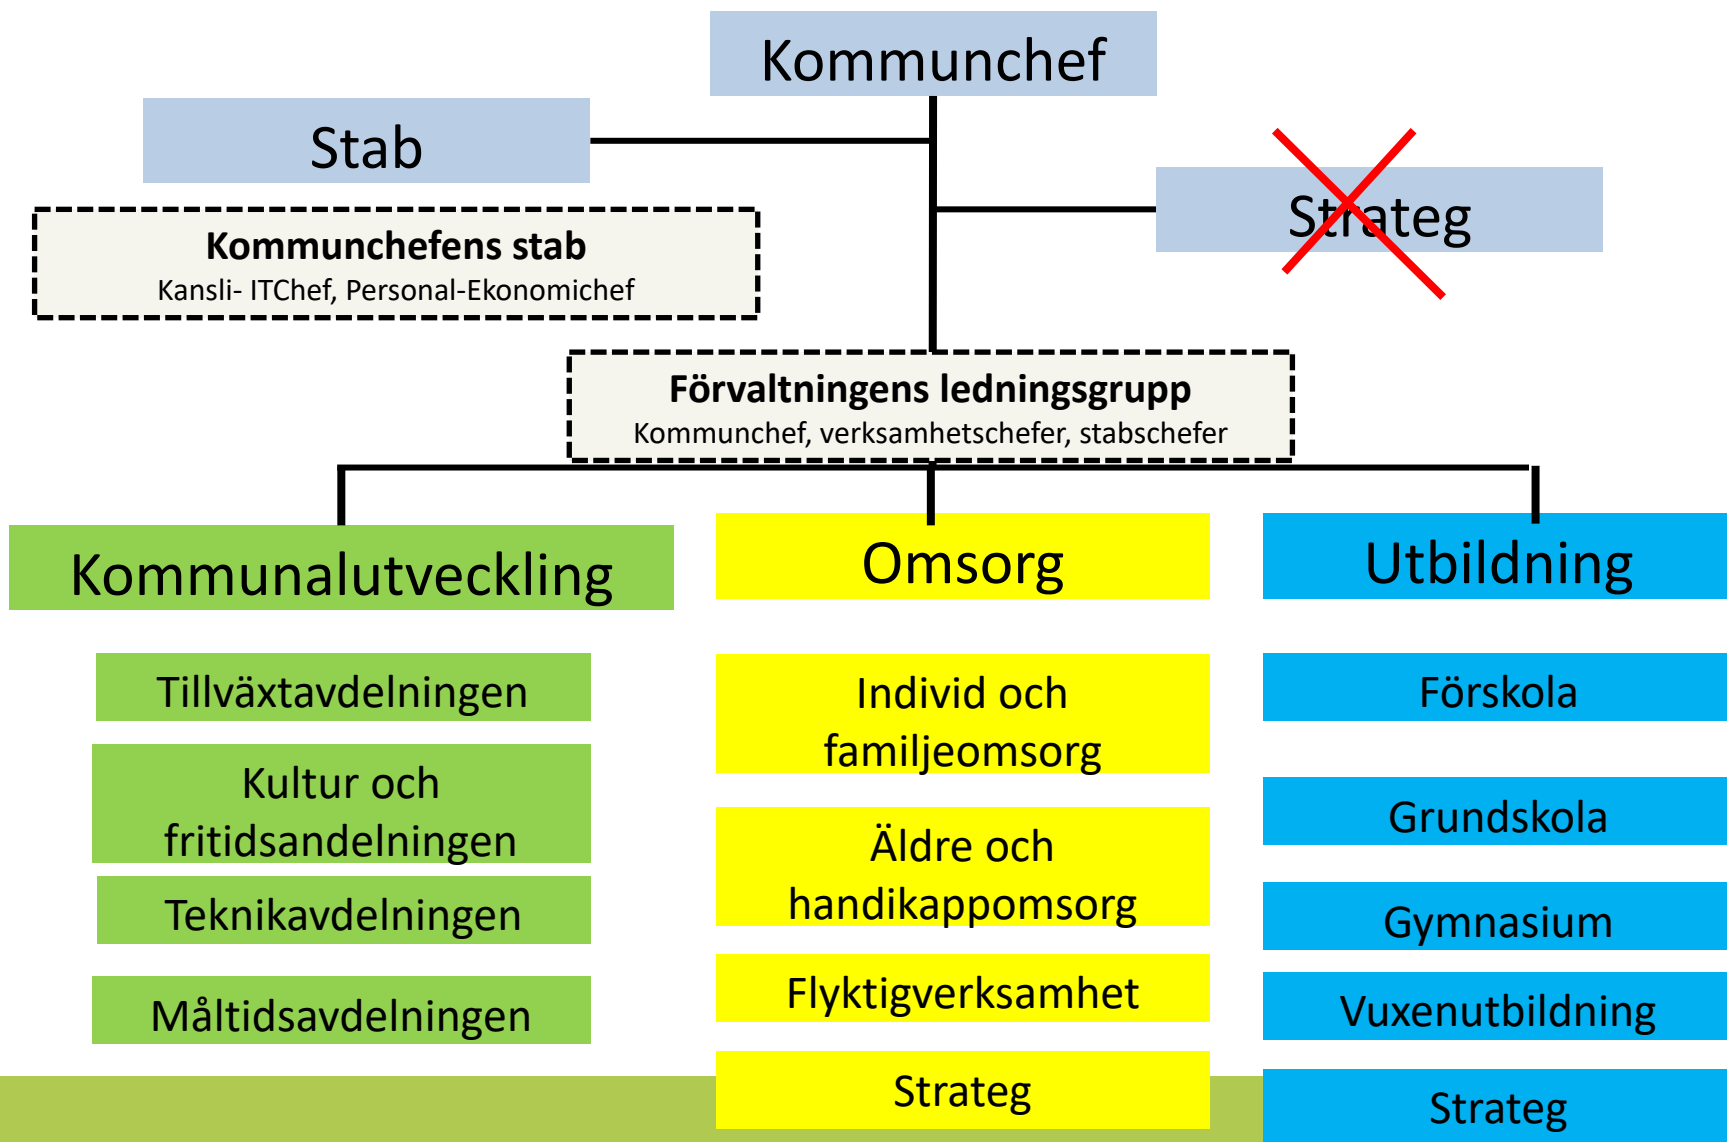 Kommunchef
Stab
Strateg
Kommunchefens stab
Kansli- ITChef, Personal-Ekonomichef
Förvaltningens ledningsgrupp
Kommunchef, verksamhetschefer, stabschefer
Kommunalutveckling
Tillväxtavdelningen
Kultur och
fritidsandelningen
Teknikavdelningen
Måltidsavdelningen
Omsorg
Individ och
familjeomsorg
Äldre och
handikappomsorg
Flyktigverksamhet
Strateg
Utbildning
Förskola
Grundskola
Gymnasium
Vuxenutbildning
Strateg